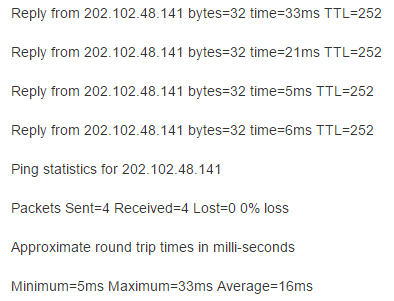 Reply from 202.102.48.141 bytes=32 time=33ms TTL=252
Reply from 202.102.48.141 bytes=32 time=21ms TTL=252
Reply from 202.102.48.141 bytes=32 time=5ms TTL=252
Reply from 202.102.48.141 bytes=32 time=6ms TTL=252
Ping statistics for 202.102.48.141
Packets Sent=4 Received=4 Lost=0 0% loss
Approximate round trip times in milli-seconds
Minimum=5ms Maximum=33ms Average=16ms